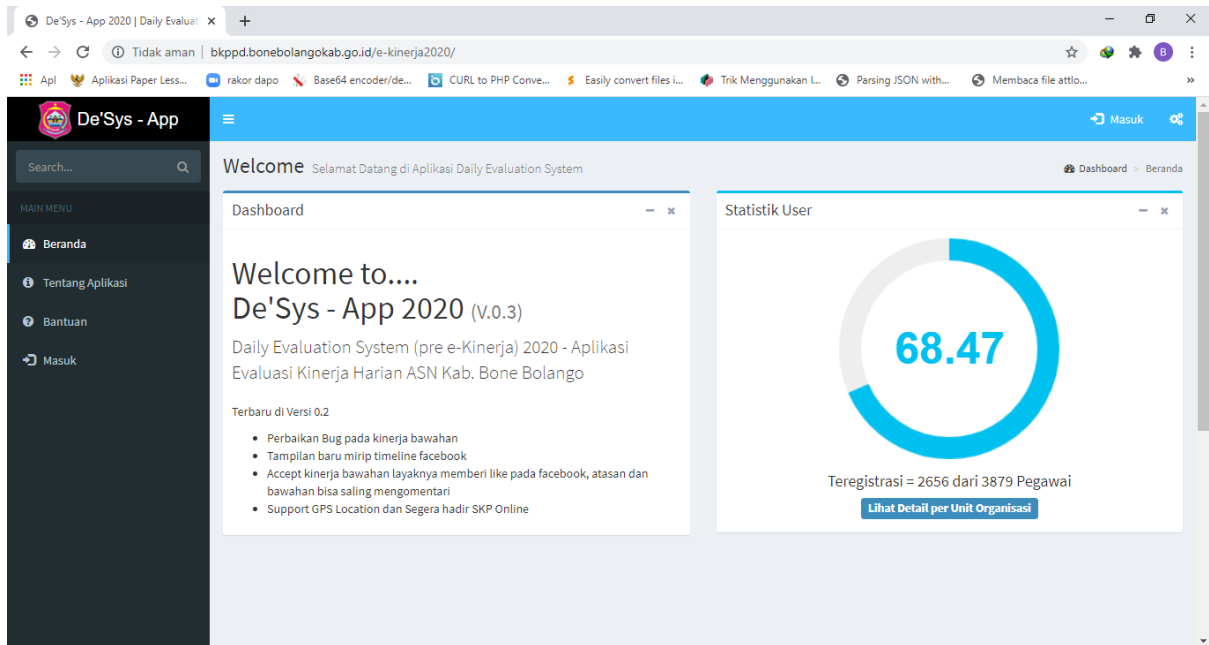 De'Sys - App 2020 | Daily Evaluat
Tidak aman | bkppd.bonebolangokab.go.id/e-kinerja2020/
B
Apl Aplikasi Paper Less... rakor dapo Base64 encoder/de... CURL to PHP Conve... Easily convert files i... Trik Menggunakan I... Parsing JSON with... Membaca file attlo... »
De'Sys - App
Masuk
Search...
Welcome Selamat Datang di Aplikasi Daily Evaluation System
Dashboard > Beranda
MAIN MENU
Beranda
Tentang Aplikasi
Bantuan
Masuk
Dashboard
Welcome to....
De'Sys - App 2020 (V.0.3)
Daily Evaluation System (pre e-Kinerja) 2020 - Aplikasi
Evaluasi Kinerja Harian ASN Kab. Bone Bolango
Terbaru di Versi 0.2
• Perbaikan Bug pada kinerja bawahan
• Tampilan baru mirip timeline facebook
• Accept kinerja bawahan layaknya memberi like pada facebook, atasan dan
bawahan bisa saling mengomentari
• Support GPS Location dan Segera hadir SKP Online
Statistik User
68.47
Teregistrasi = 2656 dari 3879 Pegawai
Lihat Detail per Unit Organisasi